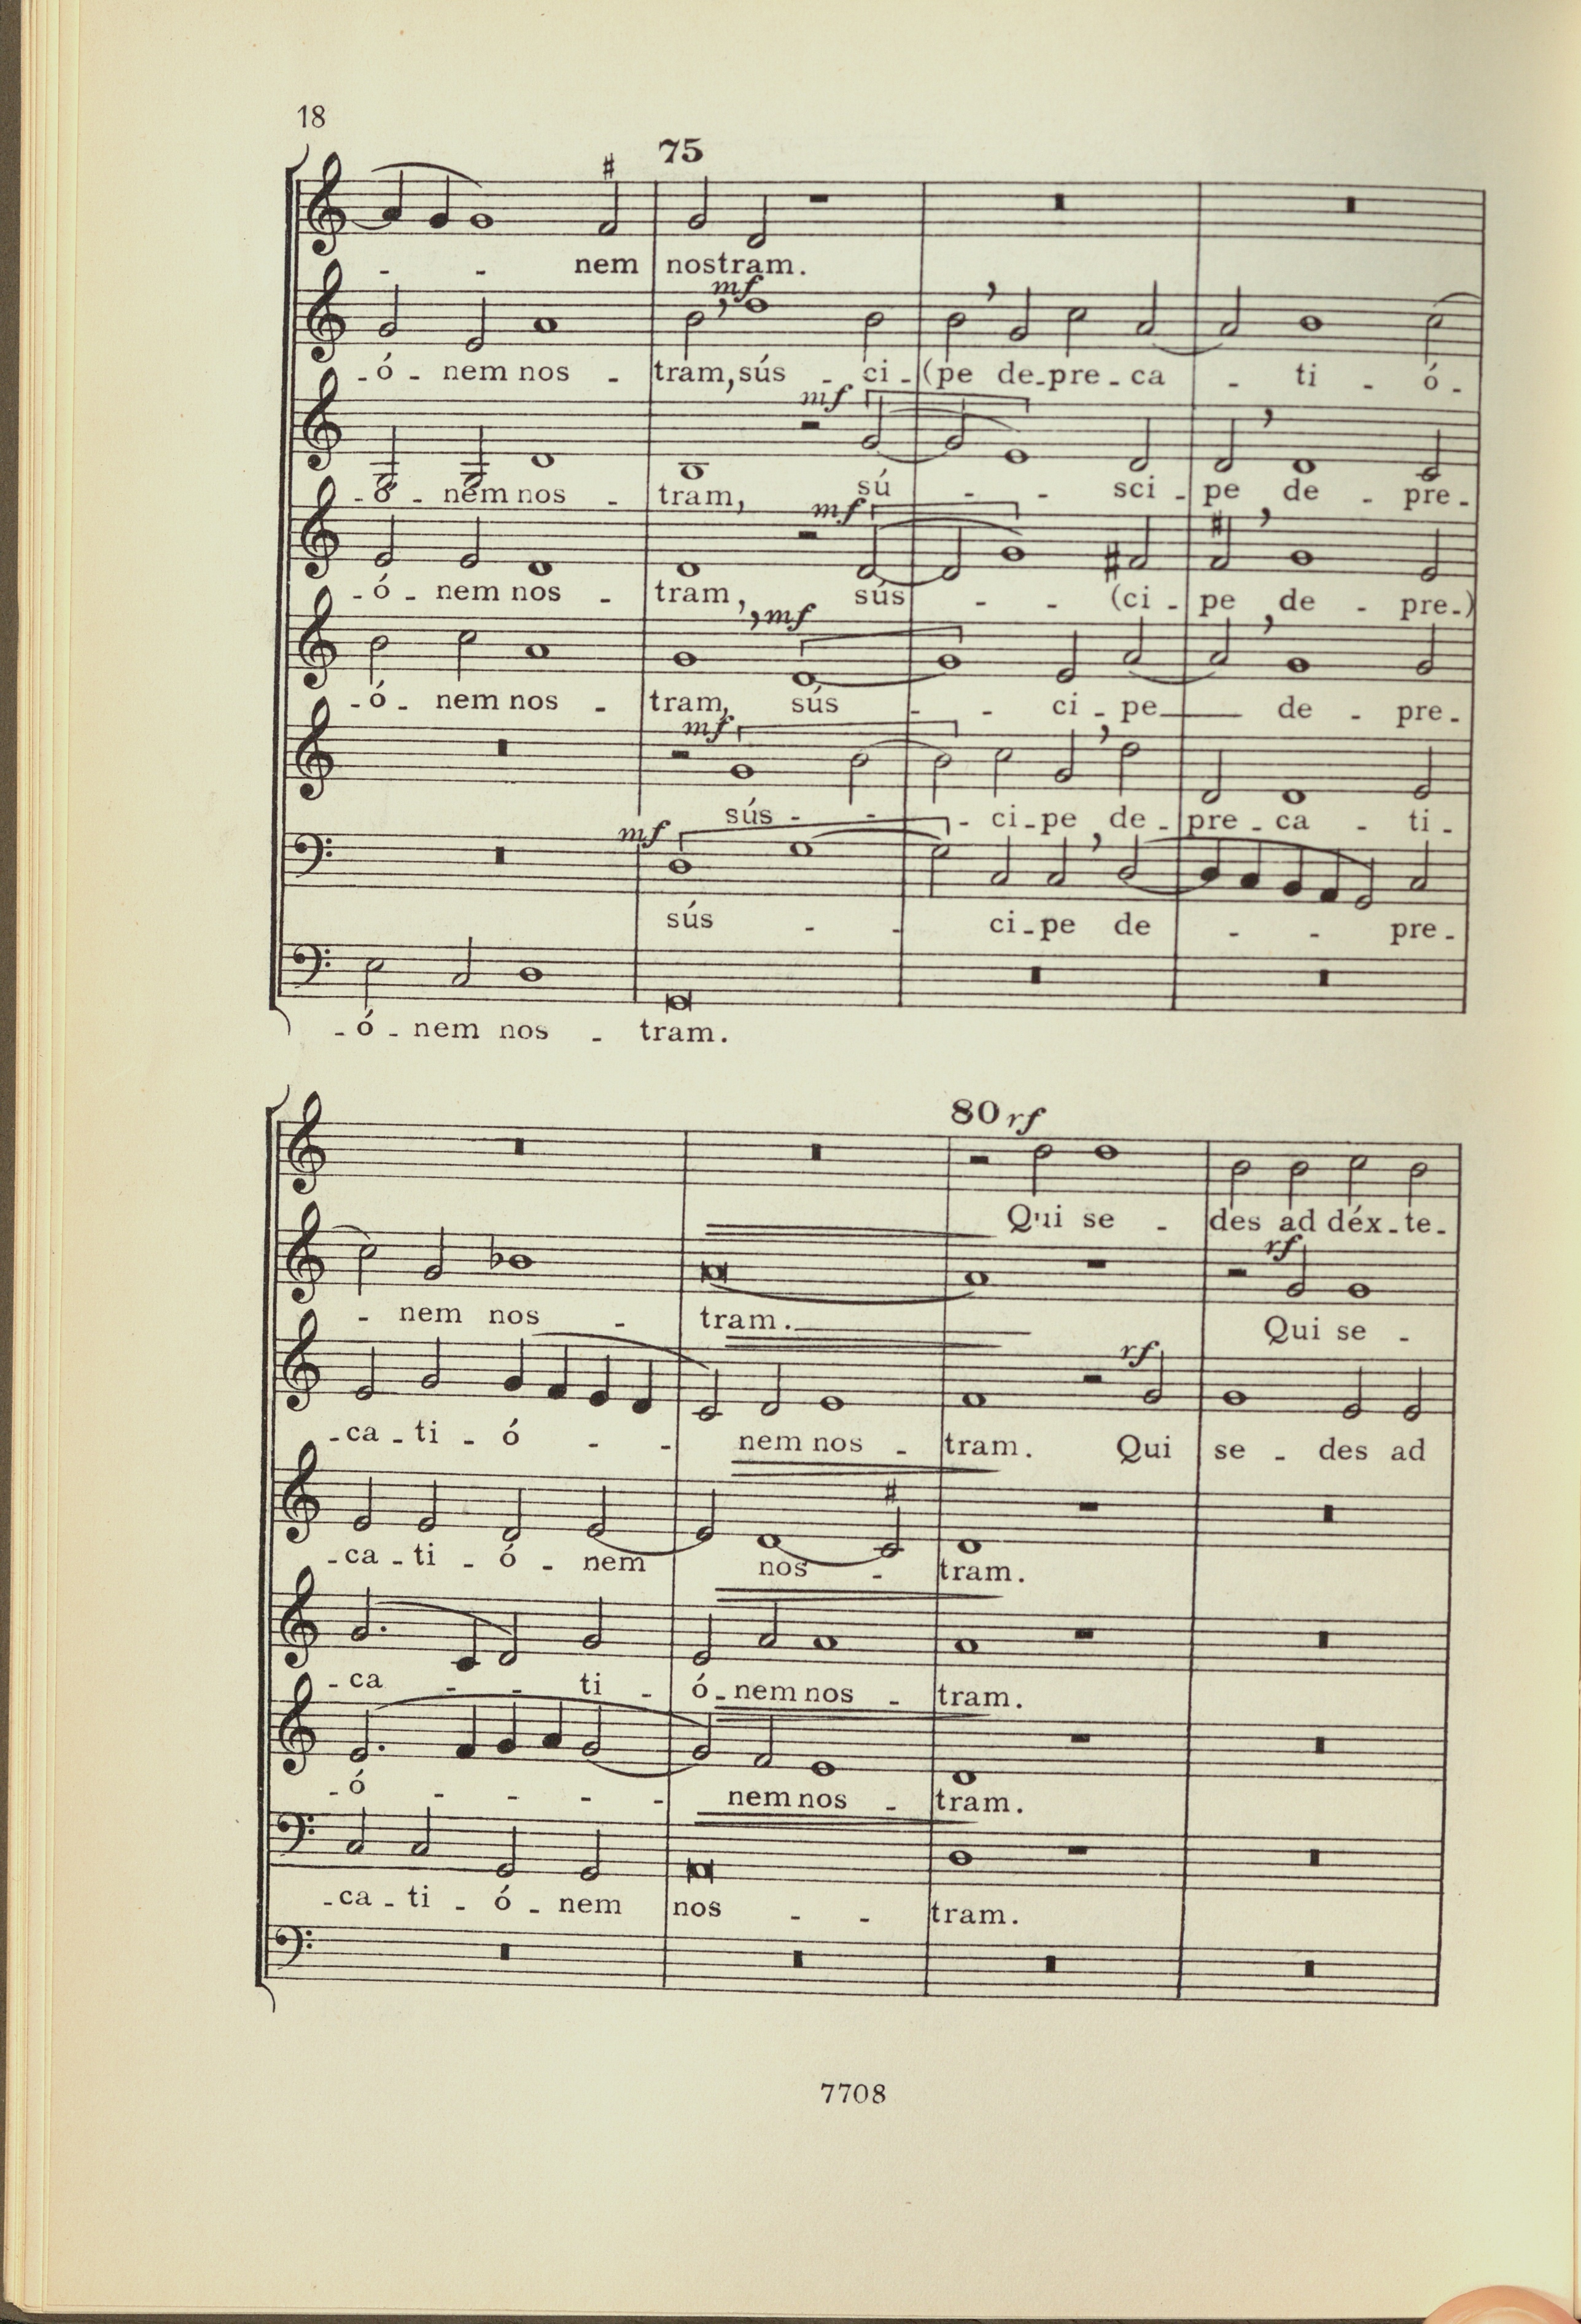 18
75
- - nem nostram.
mf
- ó - nem nos - tram, sús - ci - (pe de - pre - ca - ti - ó -
mf
- ó - nem nos - tram, sú - - sci - pe de - pre -
mf
- ó - nem nos - tram, sús - - (ci - pe de - pre -)
mf
- ó - nem nos - tram, sús - - ci - pe de - pre -
mf
sús - - - ci - pe de - pre - ca - ti -
mf
sús - - ci - pe de - - pre -
- ó - nem nos - tram.
80 rf
Qui se - des ad déx - te -
rf
- nem nos - tram. Qui se -
rf
- ca - ti - ó - - nem nos - tram. Qui se - des ad
- ca - ti - ó - nem nos - tram.
- ca - - ti - ó - nem nos - tram.
- ó - - - - nem nos - tram.
- ca - ti - ó - nem nos - - tram.
7708